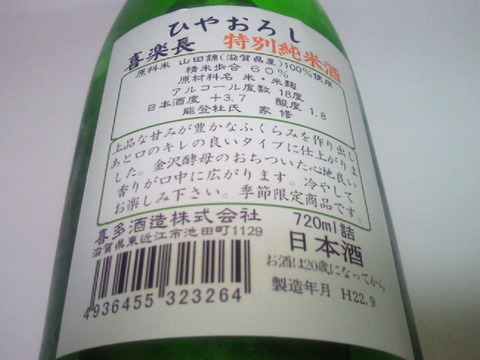 ひやおろし
喜楽長 特別純米酒
原料米 山田錦(滋賀県産)100%使用
精米歩合 60%
原材料名 米・米麹
アルコール度数 18度
日本酒度 +3.7 酸度 1.8
能登杜氏 家修
上品な甘みが豊かなふくらみを作り出し
あと口のキレの良いタイプに仕上がりま
した。金沢酵母のおちついた心地良い
香りが口中に広がります。冷やして
お楽しみ下さい。季節限定商品です。
喜多酒造株式会社
滋賀県東近江市池田町1129
720ml詰
日本酒
お酒は20歳になってから
製造年月 H22.9
4936455 323264